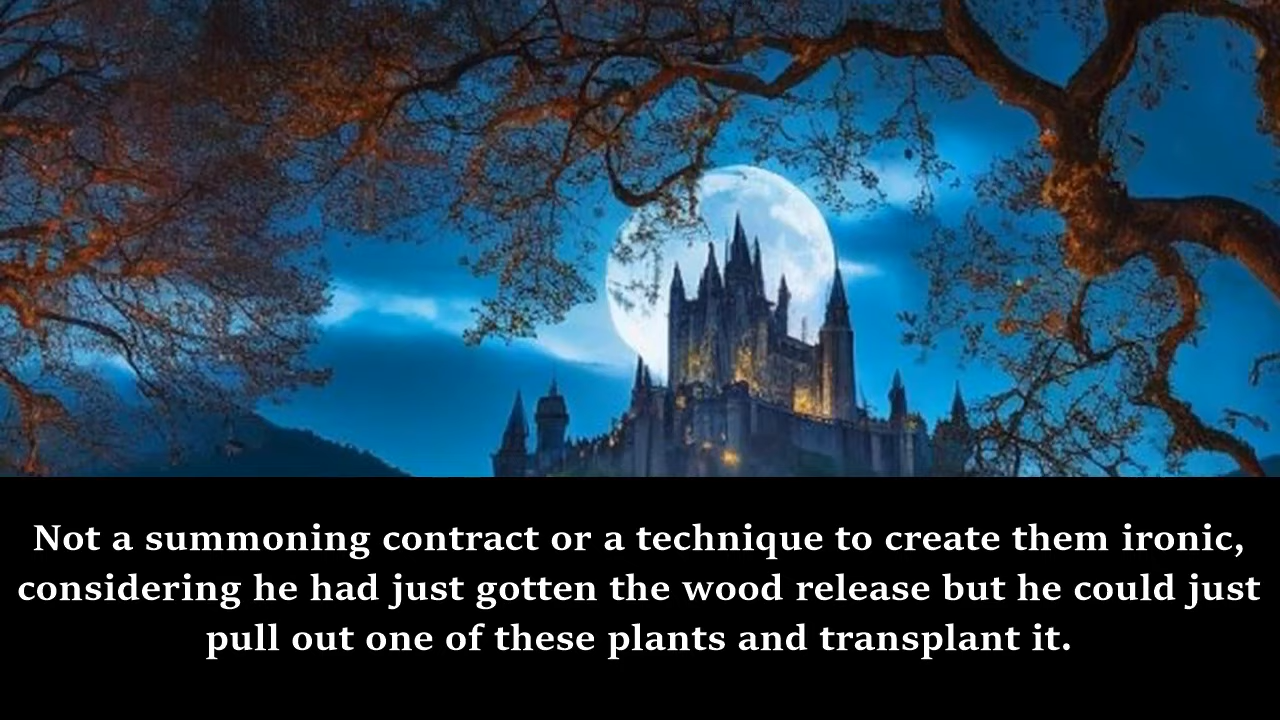 Not a summoning contract or a technique to create them ironic,
considering he had just gotten the wood release but he could just
pull out one of these plants and transplant it.